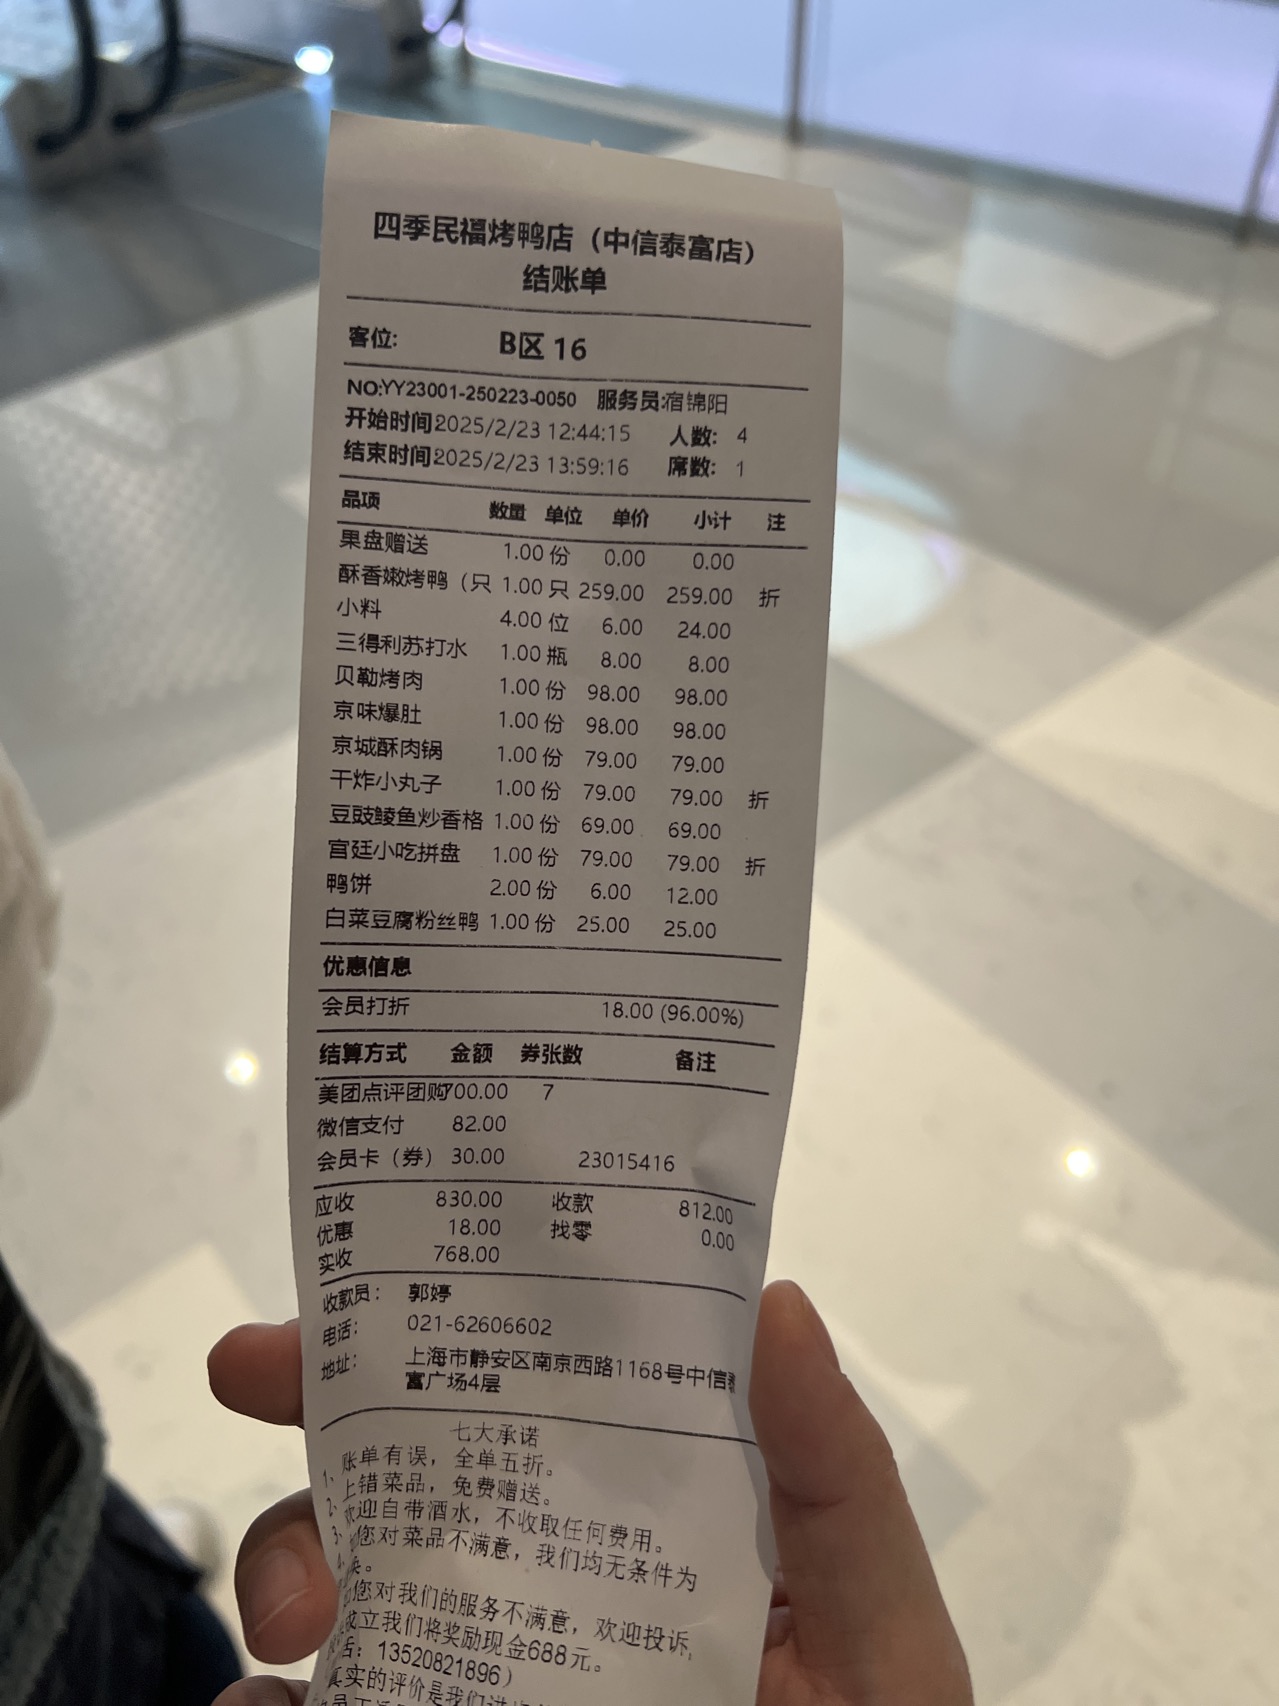 四季民福烤鸭店（中信泰富店）
结账单
客位: B区 16
NO:YY23001-250223-0050 服务员:宿锦阳
开始时间2025/2/23 12:44:15 人数: 4
结束时间2025/2/23 13:59:16 席数: 1
品项 数量 单位 单价 小计 注
果盘赠送 1.00 份 0.00 0.00
酥香嫩烤鸭（只 1.00 只 259.00 259.00 折
小料 4.00 位 6.00 24.00
三得利苏打水 1.00 瓶 8.00 8.00
贝勒烤肉 1.00 份 98.00 98.00
京味爆肚 1.00 份 98.00 98.00
京城酥肉锅 1.00 份 79.00 79.00
干炸小丸子 1.00 份 79.00 79.00 折
豆豉鲮鱼炒香格 1.00 份 69.00 69.00
宫廷小吃拼盘 1.00 份 79.00 79.00 折
鸭饼 2.00 份 6.00 12.00
白菜豆腐粉丝鸭 1.00 份 25.00 25.00
优惠信息
会员打折 18.00 (96.00%)
结算方式 金额 券张数 备注
美团点评团购700.00 7
微信支付 82.00
会员卡（券）30.00 23015416
应收 830.00 收款 812.00
优惠 18.00 找零 0.00
实收 768.00
收款员: 郭婷
电话: 021-62606602
地址: 上海市静安区南京西路1168号中信泰
富广场4层
七大承诺
1、账单有误，全单五折。
2、上错菜品，免费赠送。
3、欢迎自带酒水，不收取任何费用。
4、如您对菜品不满意，我们均无条件为
换。
如您对我们的服务不满意，欢迎投诉,
成立我们将奖励现金688元。
话：13520821896）
真实的评价是我们进